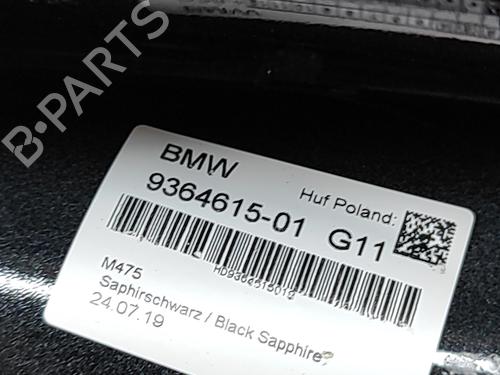 B-PARTS
BMW
9364615-01 G11
Huf Poland:
M475
Saphirschwarz / Black Sapphire
24.07.19